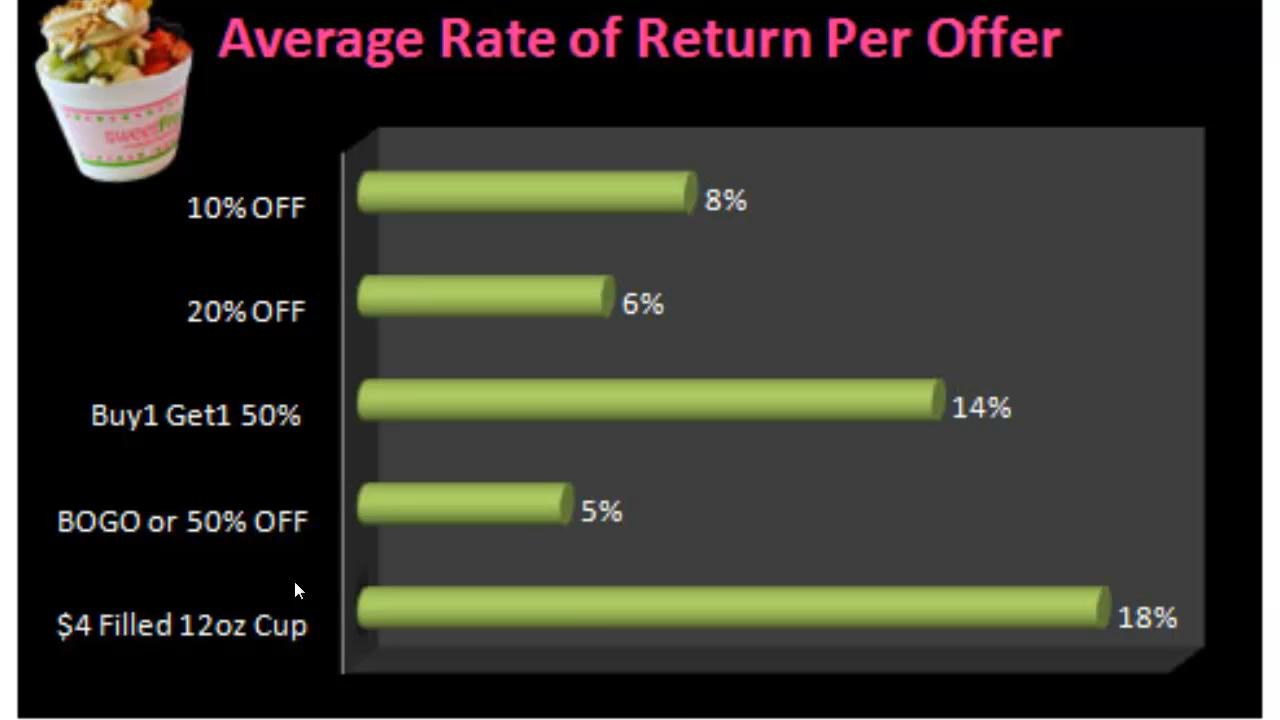 Average Rate of Return Per Offer
10% OFF
8%
20% OFF
6%
Buy1 Get1 50%
14%
BOGO or 50% OFF
5%
$4 Filled 12oz Cup
18%